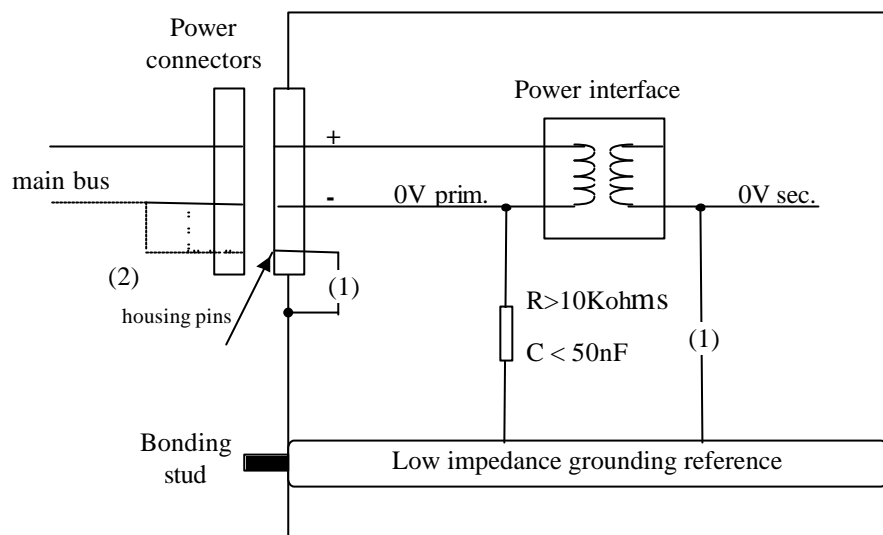 Power
connectors
Power interface
+
main bus
-
0V prim.
0V sec.
(2)
(1)
housing pins
R>10Kohms
(1)
C < 50nF
Bonding
stud
Low impedance grounding reference